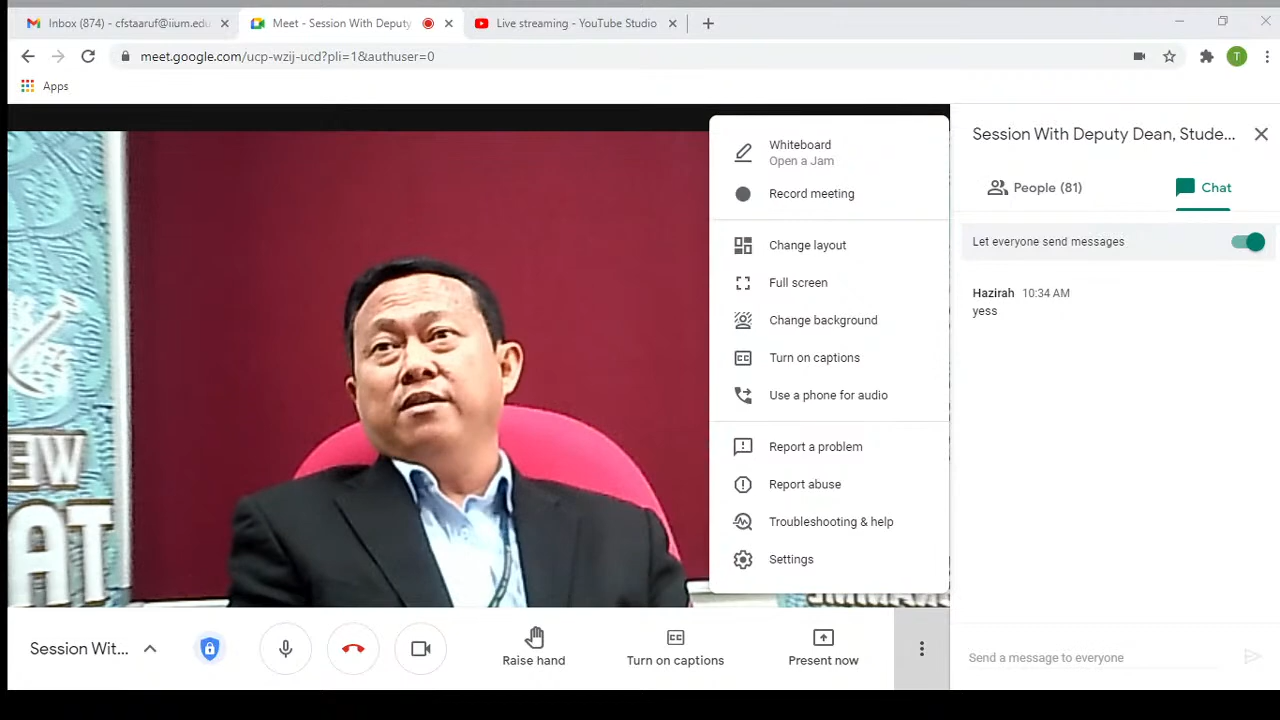 Inbox (874) - cfstaaruf@iium.edu
Meet - Session With Deputy
Live streaming - YouTube Studio
meet.google.com/ucp-wzij-ucd?pli=1&authuser=0
T
Apps
Whiteboard
Open a Jam
Record meeting
Change layout
Full screen
Change background
Turn on captions
Use a phone for audio
Report a problem
Report abuse
Troubleshooting & help
Settings
Session With Deputy Dean, Stude...
People (81)
Chat
Let everyone send messages
Hazirah 10:34 AM
yess
Send a message to everyone
Session Wit...
Raise hand
Turn on captions
Present now